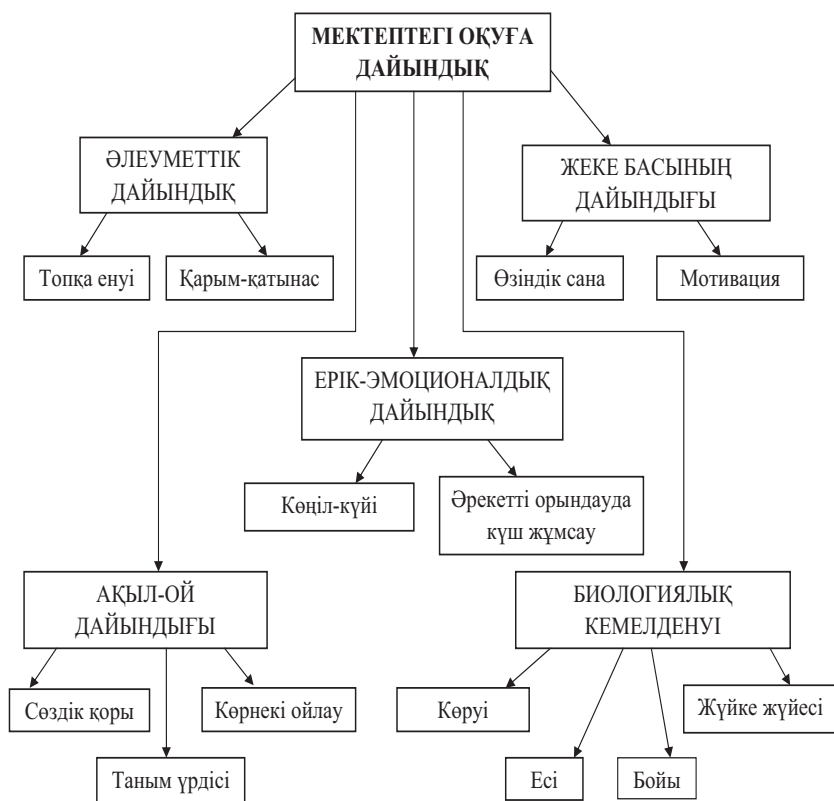 МЕКТЕПТЕГІ ОҚУҒА
ДАЙЫНДЫҚ
ӘЛЕУМЕТТІК
ДАЙЫНДЫҚ
ЖЕКЕ БАСЫНЫҢ
ДАЙЫНДЫҒЫ
Топқа енуі
Қарым-қатынас
Өзіндік сана
Мотивация
ЕРІК-ЭМОЦИОНАЛДЫҚ
ДАЙЫНДЫҚ
Көңіл-күйі
Әрекетті орындауда
күш жұмсау
АҚЫЛ-ОЙ
ДАЙЫНДЫҒЫ
БИОЛОГИЯЛЫҚ
КЕМЕЛДЕНУІ
Сөздік қоры
Көрнекі ойлау
Көруі
Жүйке жүйесі
Таным үрдісі
Есі
Бойы